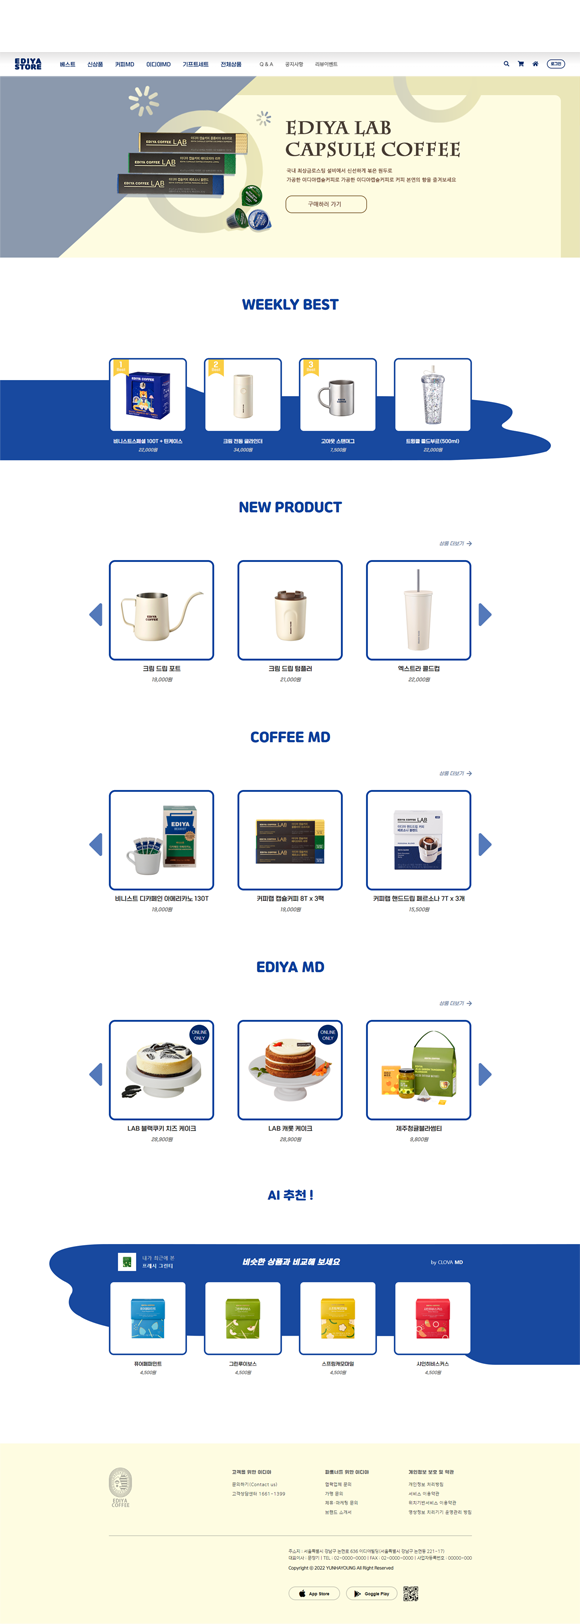 EDIYA
STORE
베스트 신상품 커피MD 이디야MD 기프트세트 전체상품 Q & A 공지사항 리뷰이벤트
로그인
EDIYA LAB
CAPSULE COFFEE
국내 최상급로스팅 설비에서 신선하게 볶은 원두로
가공한 이디야캡슐커피로 가공한 이디야캡슐커피로 커피 본연의 향을 즐겨보세요
구매하러 가기
EDIYA COFFEE LAB
EDIYA COFFEE LAB
EDIYA COFFEE LAB
WEEKLY BEST
1
2
3
비니스트스페셜 100T + 틴케이스
22,000원
크림 전동 글라인더
34,000원
고아웃 스텐머그
7,500원
트윙클 콜드부르(500ml)
22,000원
NEW PRODUCT
상품 더보기 →
EDIYA
COFFEE
크림 드립 포트
19,000원
크림 드립 텀플러
21,000원
엑스트라 콜드컵
22,000원
COFFEE MD
상품 더보기 →
EDIYA
비니스트 디카페인 아메리카노 130T
18,000원
커피랩 캡슐커피 8T x 3팩
18,000원
커피랩 핸드드립 페르소나 7T x 3개
15,500원
EDIYA MD
상품 더보기 →
ONLINE
ONLY
ONLINE
ONLY
LAB 블랙쿠키 치즈 케이크
28,900원
LAB 캐롯 케이크
28,900원
제주청귤블라썸티
9,800원
AI 추천 !
내가 최근에 본
프레시 그린티
비슷한 상품과 비교해 보세요
by CLOVA MD
퓨어페퍼민트
4,500원
그린루이보스
4,500원
스프링캐모마일
4,500원
샤인히비스커스
4,500원
EDIYA
COFFEE
고객을 위한 이디야
문의하기(Contact us)
고객상담센터 1661-1399
파트너를 위한 이디야
협력업체 문의
가맹 문의
제휴·마케팅 문의
브랜드 소개서
개인정보 보호 및 약관
개인정보 처리방침
서비스 이용약관
위치기반서비스 이용약관
영상정보 처리기기 운영관리 방침
주소지 : 서울특별시 강남구 논현로 636 이디야빌딩(서울특별시 강남구 논현동 221-17)
대표이사 : 문창기 | TEL : 02-0000-0000 | FAX : 02-0000-0000 | 사업자등록번호 : 00000-000
Copyright ⓒ 2022 YUNHAYOUNG All Right Reserved
App Store
Goggle Play